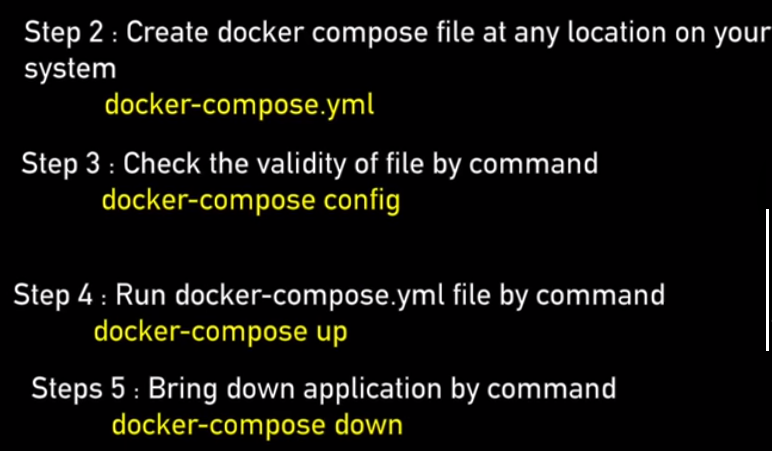 Step 2 : Create docker compose file at any location on your
system
docker-compose.yml
Step 3 : Check the validity of file by command
docker-compose config
Step 4 : Run docker-compose.yml file by command
docker-compose up
Steps 5 : Bring down application by command
docker-compose down